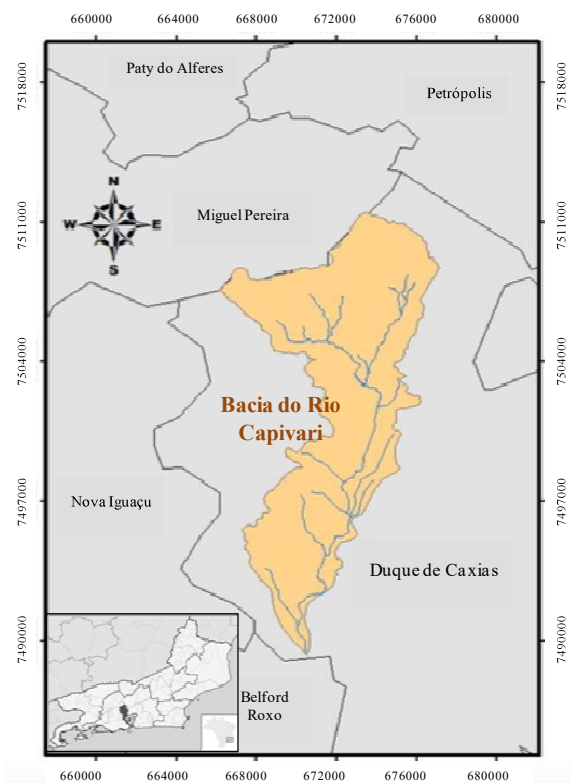 660000 664000 668000 672000 676000 680000
7518000
7518000
Paty do Alferes
Petrópolis
N
W E
S
Miguel Pereira
7511000
7511000
7504000
7504000
Bacia do Rio
Capivari
7497000
7497000
Nova Iguaçu
Duque de Caxias
7490000
7490000
Belford
Roxo
660000 664000 668000 672000 676000 680000